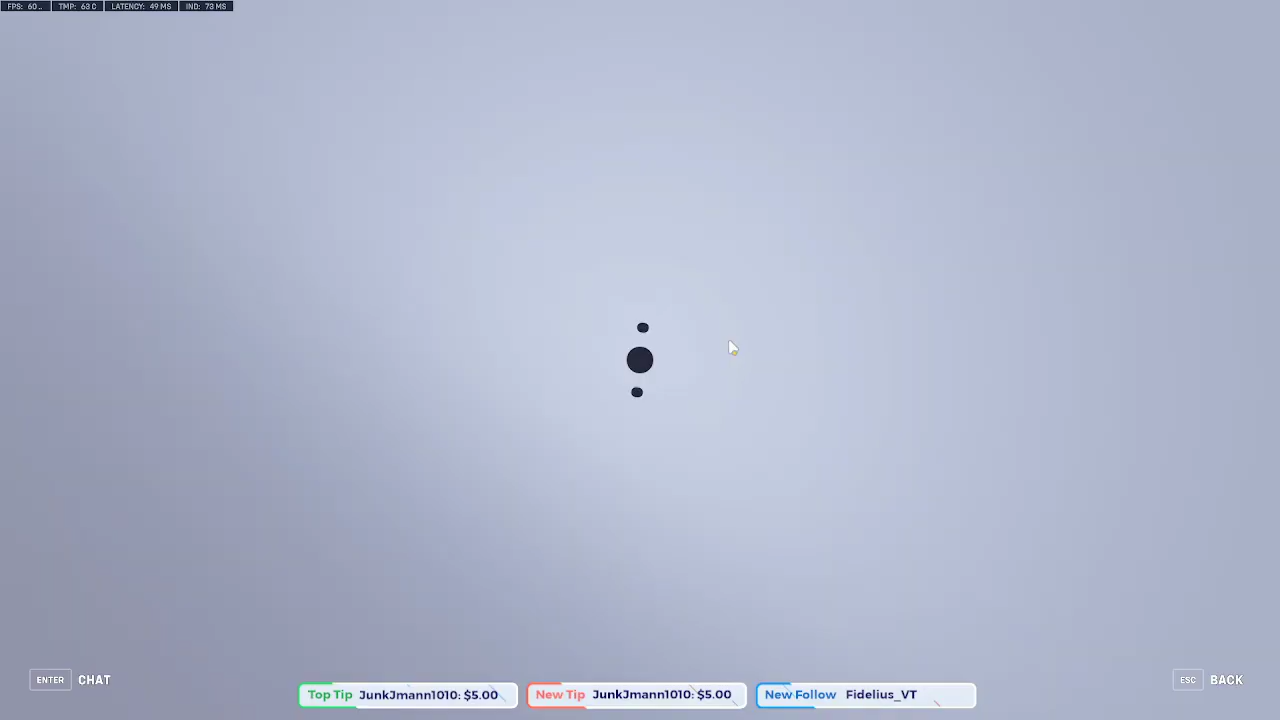 FPS: 60 .. TMP: 63 C LATENCY: 49 MS IND: 73 MS
ENTER CHAT
ESC BACK
Top Tip JunkJmann1010: $5.00 New Tip JunkJmann1010: $5.00 New Follow Fidelius_VT